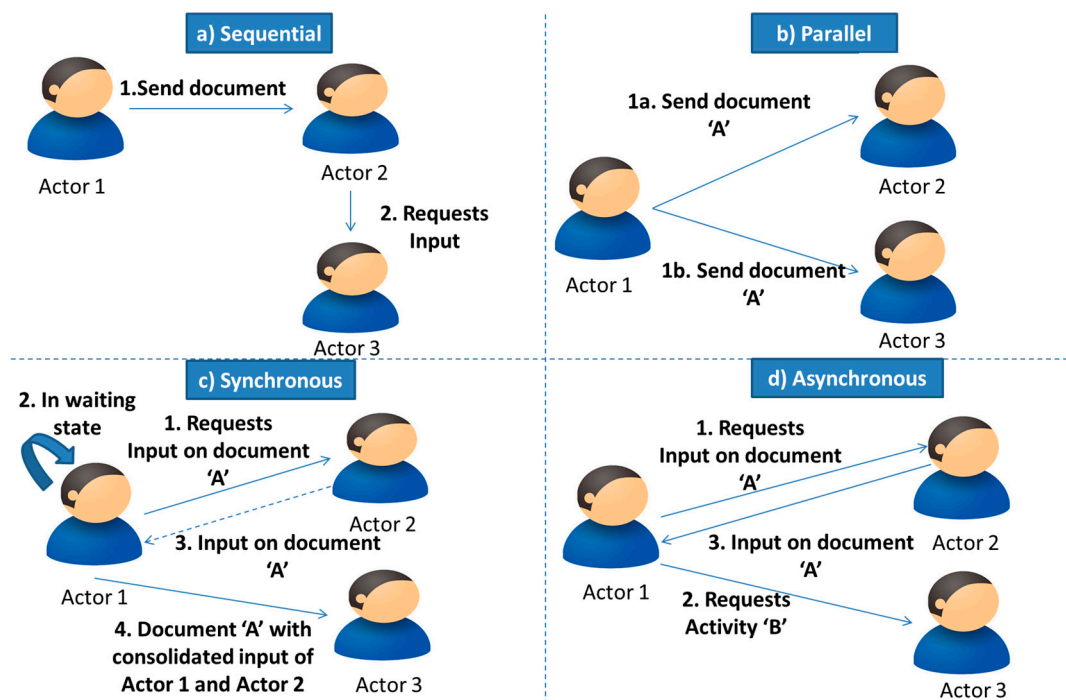 a) Sequential
1.Send document
Actor 1
Actor 2
2. Requests
Input
Actor 3
b) Parallel
1a. Send document
‘A’
Actor 2
Actor 1
1b. Send document
‘A’
Actor 3
c) Synchronous
2. In waiting
state
1. Requests
Input on document
‘A’
Actor 2
3. Input on document
‘A’
Actor 1
4. Document ‘A’ with
consolidated input of
Actor 1 and Actor 2
Actor 3
d) Asynchronous
1. Requests
Input on document
‘A’
Actor 2
3. Input on document
‘A’
Actor 1
2. Requests
Activity ‘B’
Actor 3